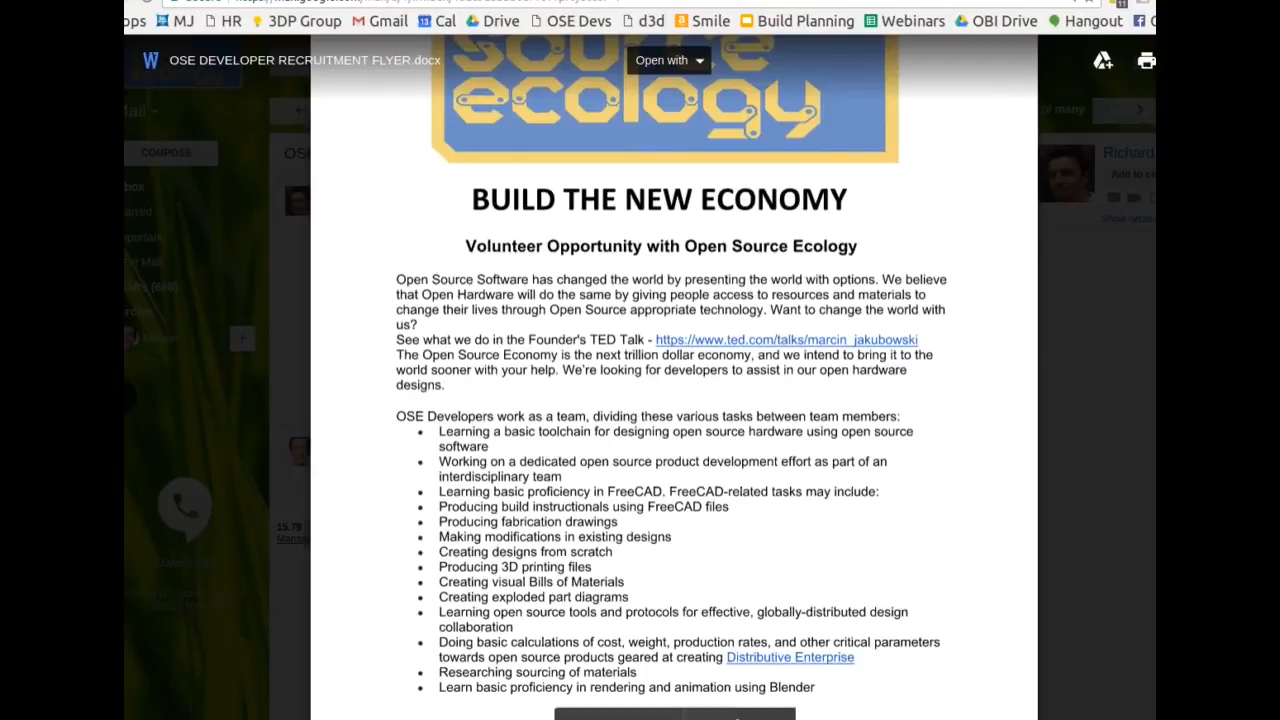 ops MJ HR 3DP Group Gmail Cal Drive OSE Devs d3d Smile Build Planning Webinars OBI Drive Hangout
OSE DEVELOPER RECRUITMENT FLYER.docx
Open with
source
ecology
COMPOSE
of many
Richard
BUILD THE NEW ECONOMY
Volunteer Opportunity with Open Source Ecology
Open Source Software has changed the world by presenting the world with options. We believe
that Open Hardware will do the same by giving people access to resources and materials to
change their lives through Open Source appropriate technology. Want to change the world with
us?
See what we do in the Founder's TED Talk - https://www.ted.com/talks/marcin_jakubowski
The Open Source Economy is the next trillion dollar economy, and we intend to bring it to the
world sooner with your help. We're looking for developers to assist in our open hardware
designs.
OSE Developers work as a team, dividing these various tasks between team members:
• Learning a basic toolchain for designing open source hardware using open source
software
• Working on a dedicated open source product development effort as part of an
interdisciplinary team
• Learning basic proficiency in FreeCAD. FreeCAD-related tasks may include:
• Producing build instructionals using FreeCAD files
• Producing fabrication drawings
• Making modifications in existing designs
• Creating designs from scratch
• Producing 3D printing files
• Creating visual Bills of Materials
• Creating exploded part diagrams
• Learning open source tools and protocols for effective, globally-distributed design
collaboration
• Doing basic calculations of cost, weight, production rates, and other critical parameters
towards open source products geared at creating Distributive Enterprise
• Researching sourcing of materials
• Learn basic proficiency in rendering and animation using Blender
15.79